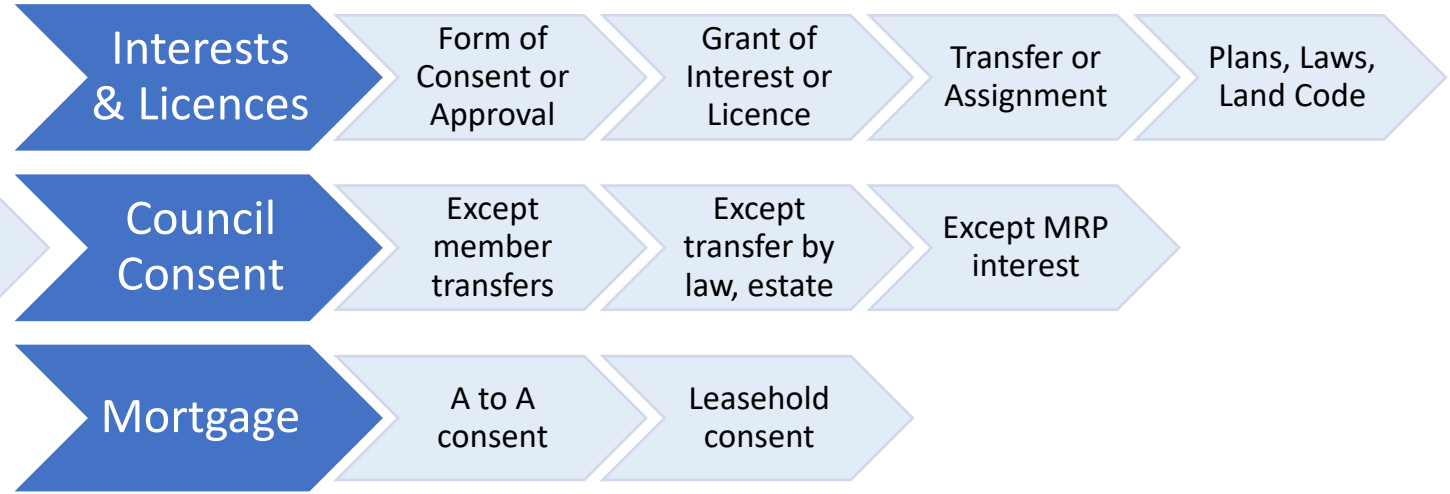 Interests
& Licences
Form of
Consent or
Approval
Grant of
Interest or
Licence
Transfer or
Assignment
Plans, Laws,
Land Code
Council
Consent
Except
member
transfers
Except
transfer by
law, estate
Except MRP
interest
Mortgage
A to A
consent
Leasehold
consent